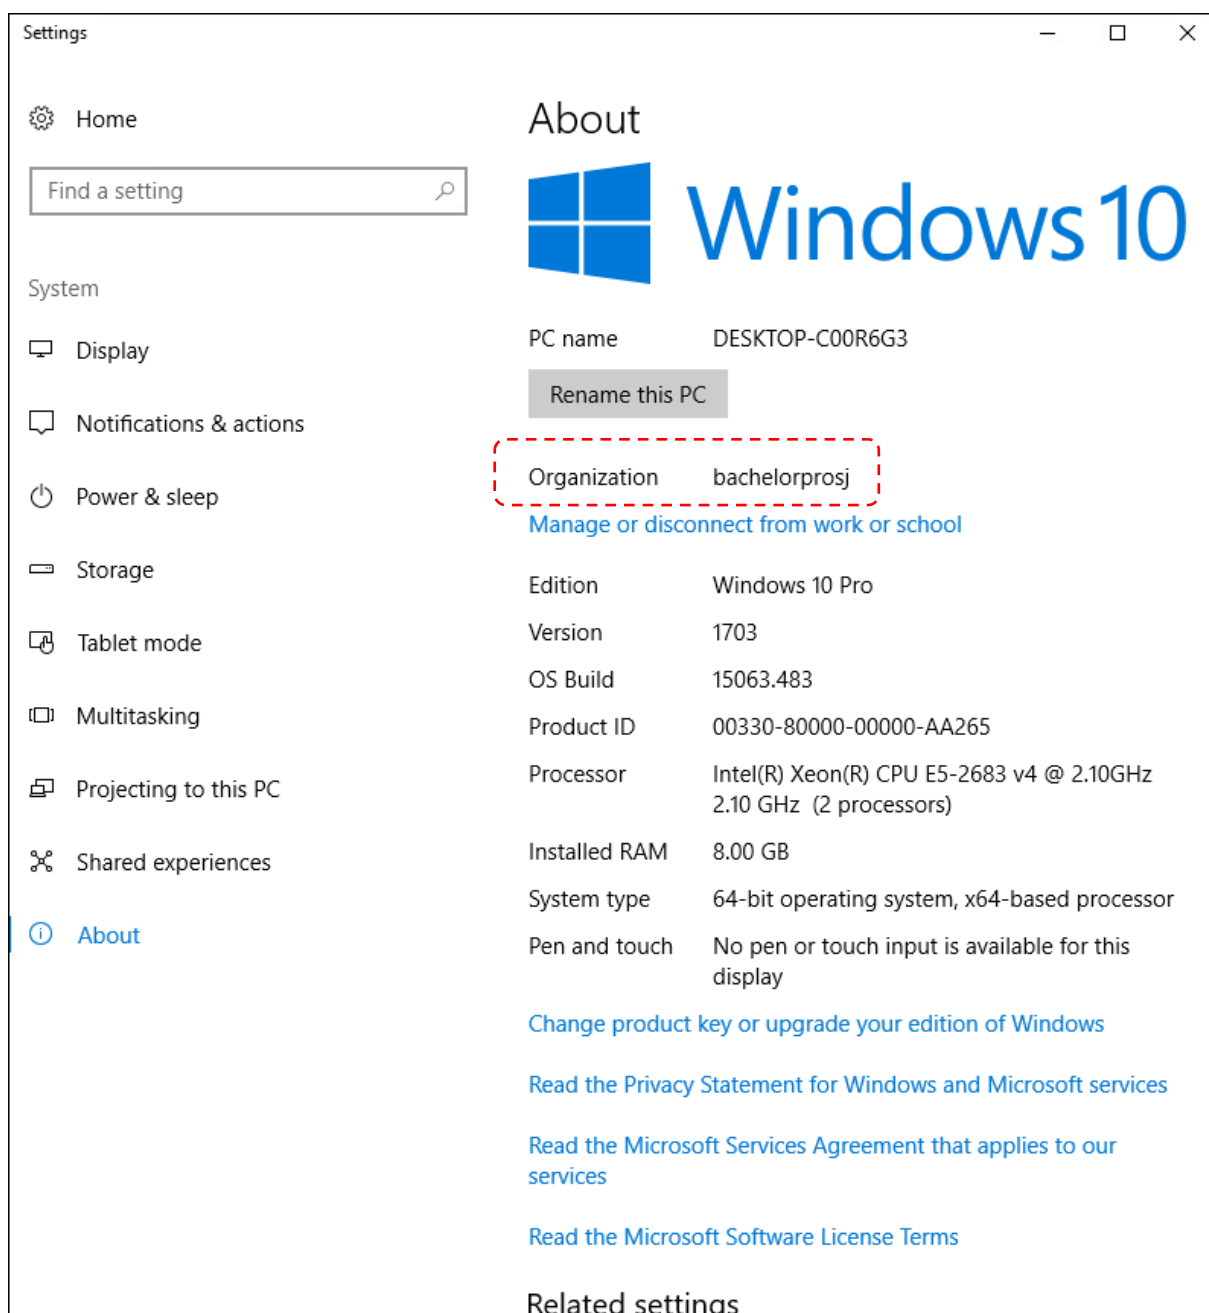 Settings
Home
Find a setting
System
Display
Notifications & actions
Power & sleep
Storage
Tablet mode
Multitasking
Projecting to this PC
Shared experiences
About
About
Windows 10
PC name DESKTOP-C00R6G3
Rename this PC
Organization bachelorprosj
Manage or disconnect from work or school
Edition Windows 10 Pro
Version 1703
OS Build 15063.483
Product ID 00330-80000-00000-AA265
Processor Intel(R) Xeon(R) CPU E5-2683 v4 @ 2.10GHz
2.10 GHz (2 processors)
Installed RAM 8.00 GB
System type 64-bit operating system, x64-based processor
Pen and touch No pen or touch input is available for this
display
Change product key or upgrade your edition of Windows
Read the Privacy Statement for Windows and Microsoft services
Read the Microsoft Services Agreement that applies to our
services
Read the Microsoft Software License Terms
Related settings